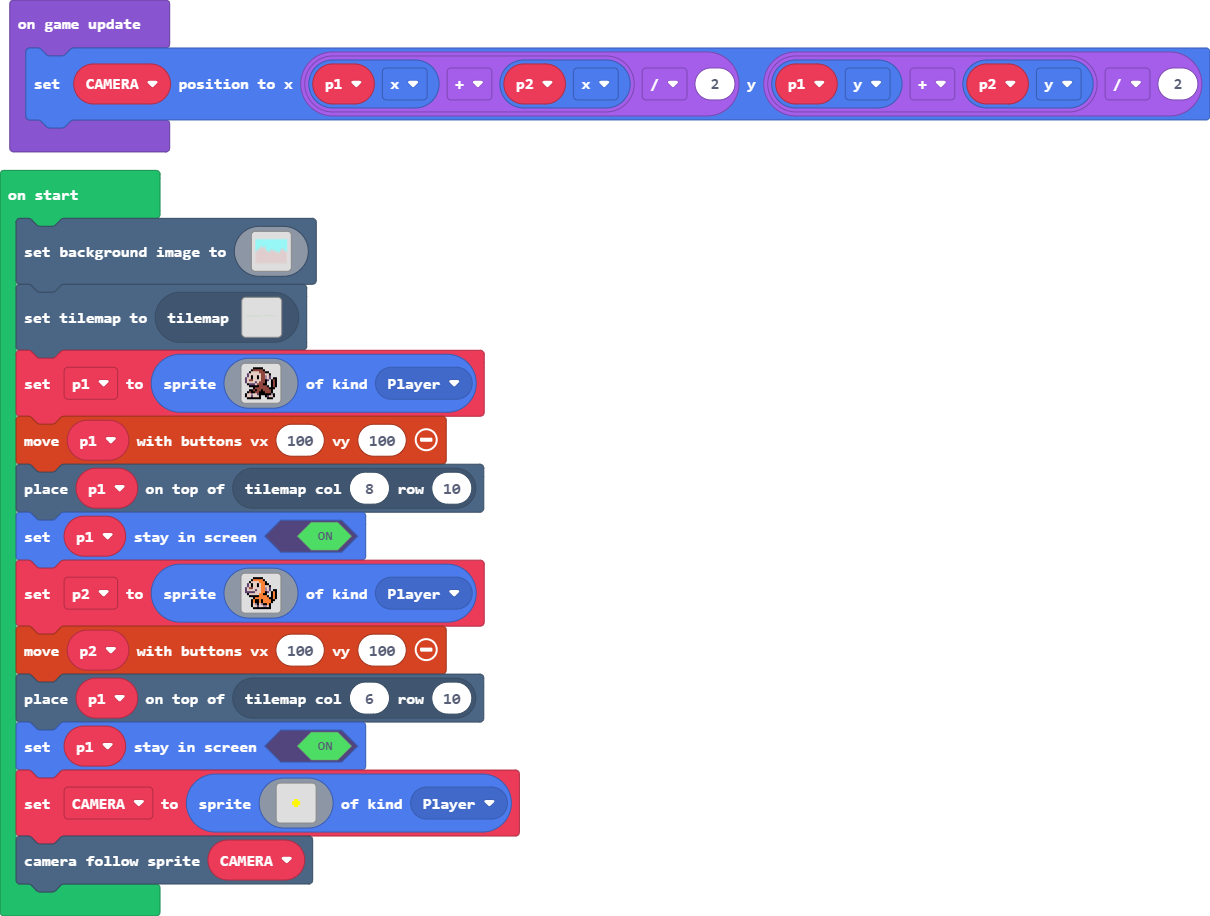 on game update
set CAMERA position to x p1 x + p2 x / 2 y p1 y + p2 y / 2
on start
set background image to
set tilemap to tilemap
set p1 to sprite of kind Player
move p1 with buttons vx 100 vy 100
place p1 on top of tilemap col 8 row 10
set p1 stay in screen ON
set p2 to sprite of kind Player
move p2 with buttons vx 100 vy 100
place p1 on top of tilemap col 6 row 10
set p1 stay in screen ON
set CAMERA to sprite of kind Player
camera follow sprite CAMERA